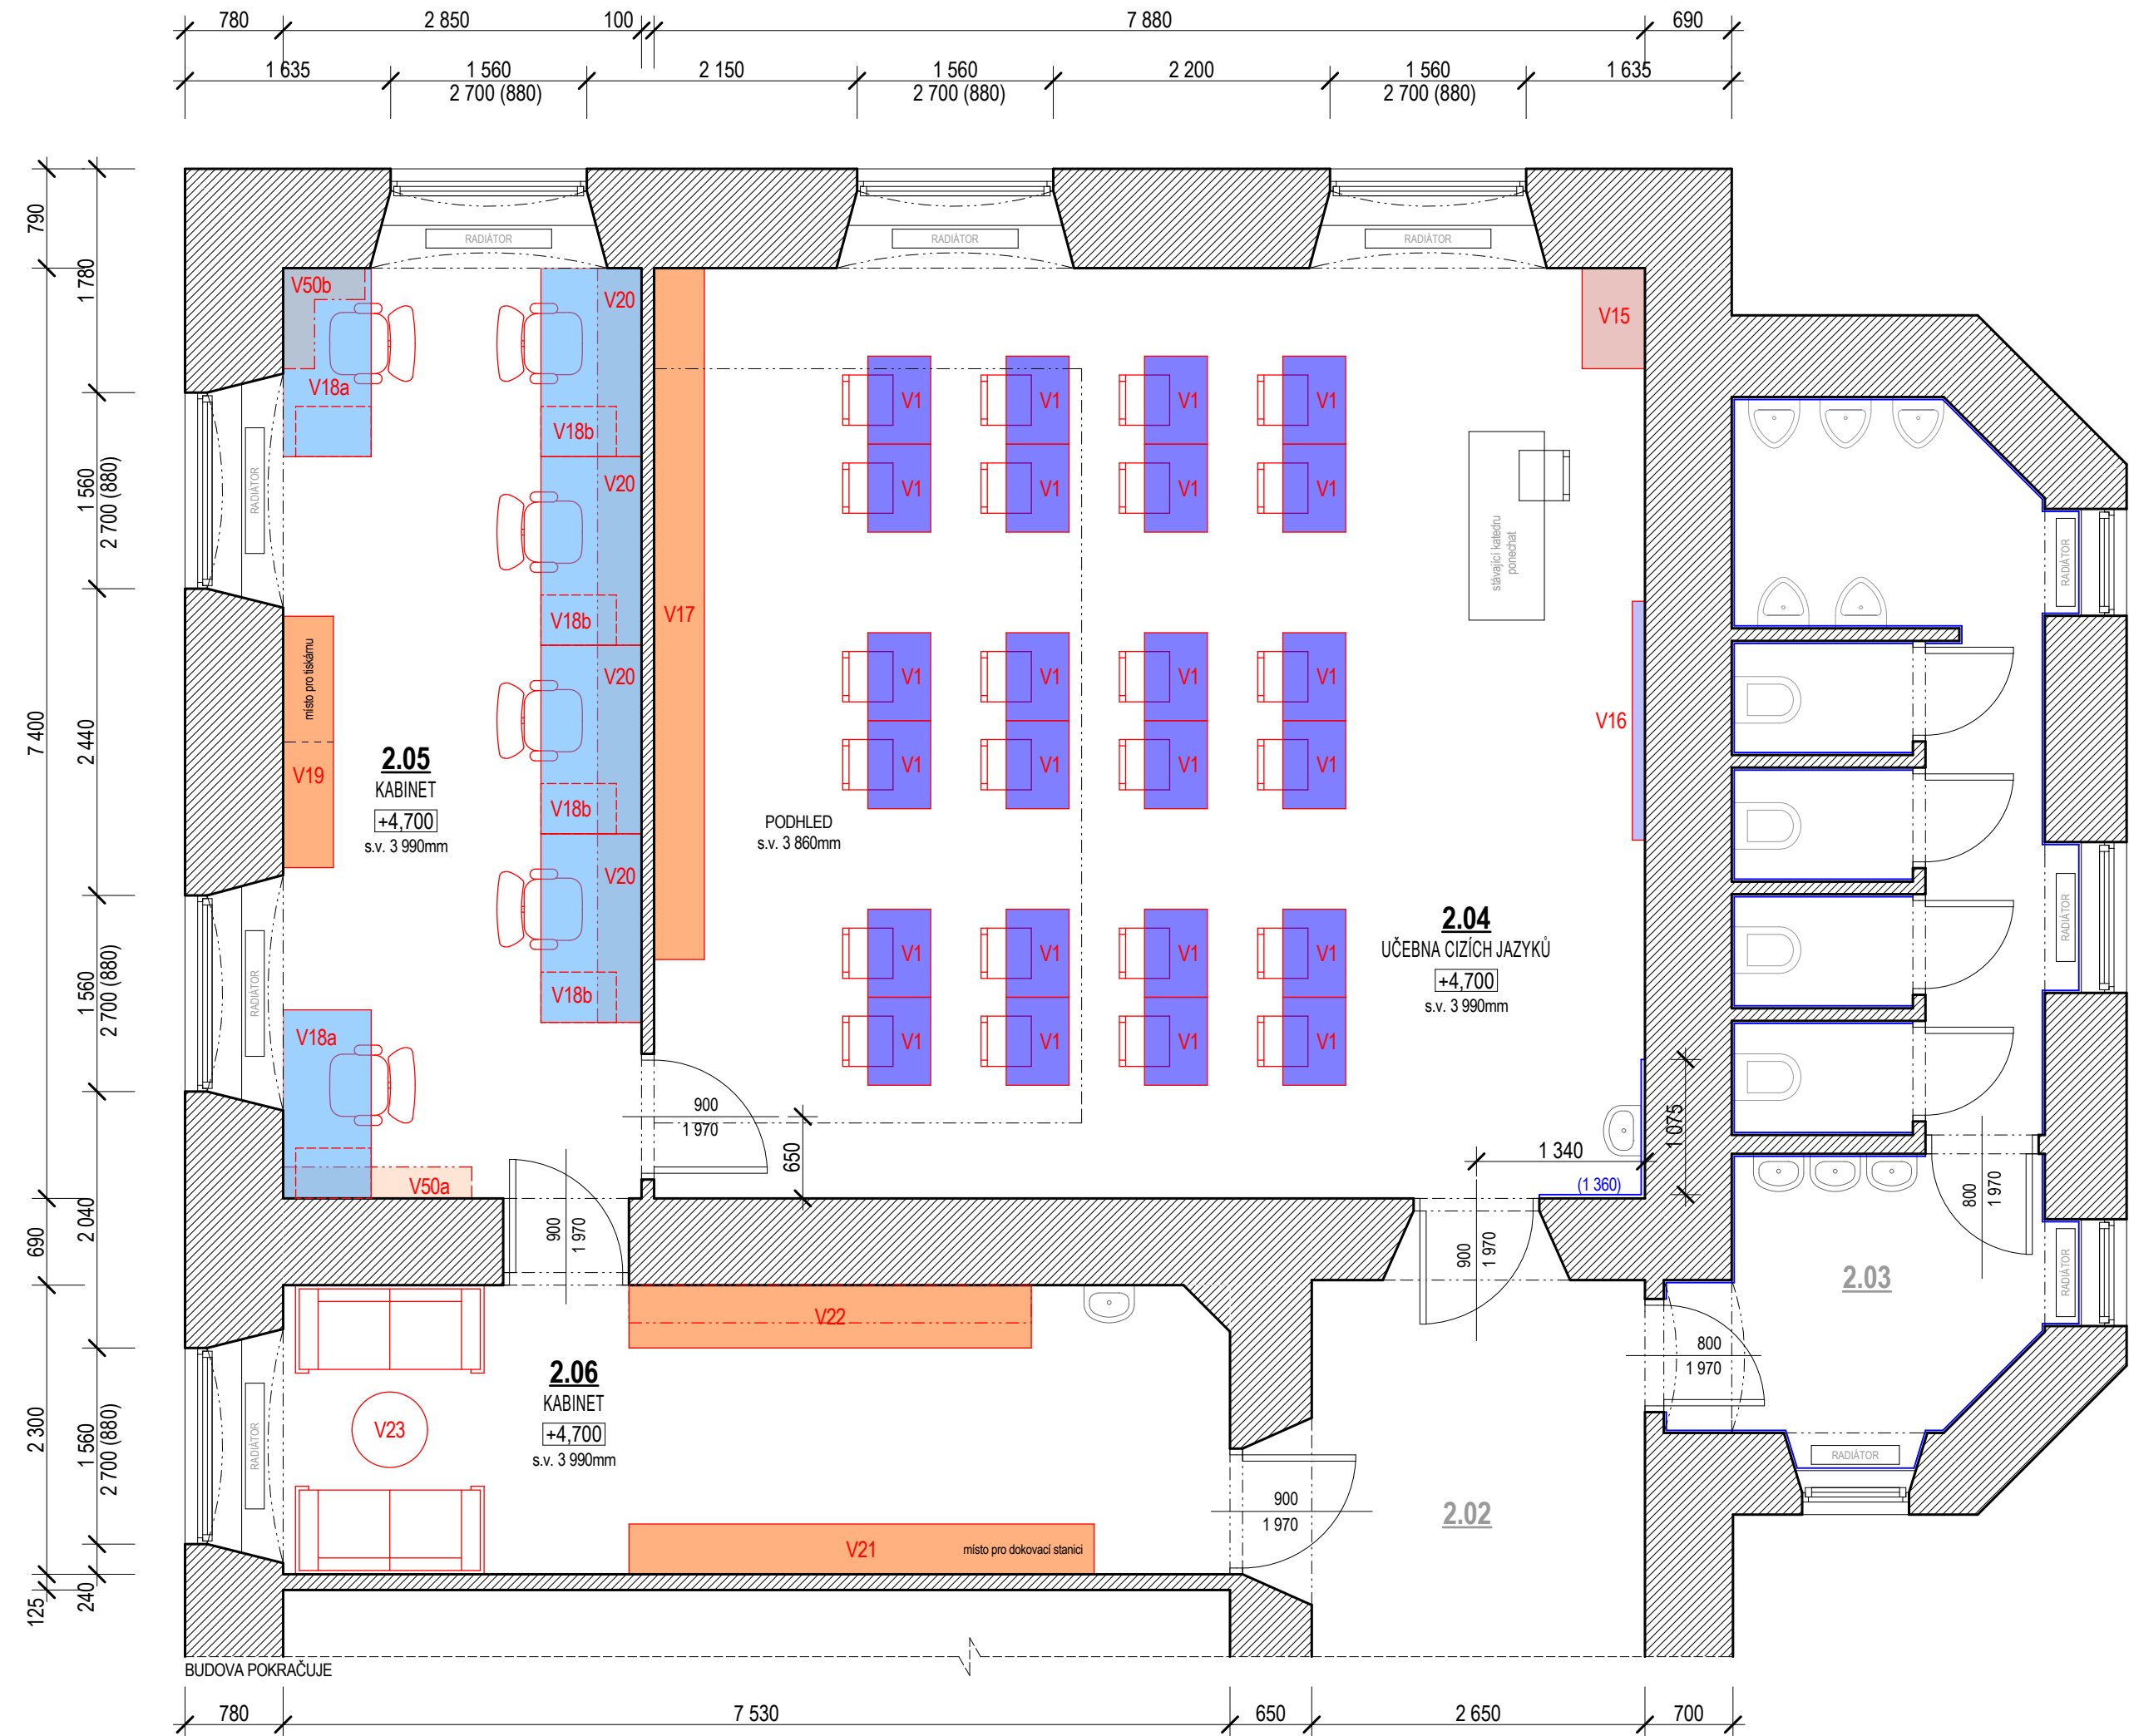 780
2 850
100
7 880
690
1 635
1 560
2 700 (880)
2 150
1 560
2 700 (880)
2 200
1 560
2 700 (880)
1 635
790
7 400
690
2 300
125
1 780
1 560
2 700 (880)
2 440
1 560
2 700 (880)
2 040
1 560
2 700 (880)
240
RADIÁTOR
RADIÁTOR
RADIÁTOR
V50b
V18a
V20
V18b
V20
V18b
V20
V18b
V20
V18b
RADIÁTOR
místo pro tiskárnu
V19
2.05
KABINET
+4,700
s.v. 3 990mm
RADIÁTOR
V18a
V50a
V17
V15
V1
V1
V1
V1
V1
V1
V1
V1
stávající katedru
ponechat
V1
V1
V1
V1
V1
V1
V1
V1
V16
PODHLED
s.v. 3 860mm
V1
V1
V1
V1
V1
V1
V1
V1
2.04
UČEBNA CIZÍCH JAZYKŮ
+4,700
s.v. 3 990mm
900
1 970
650
1 340
1 075
(1 360)
900
1 970
900
1 970
RADIÁTOR
RADIÁTOR
800
1 970
2.03
RADIÁTOR
800
1 970
RADIÁTOR
V22
2.06
KABINET
+4,700
s.v. 3 990mm
V23
RADIÁTOR
V21
místo pro dokovací stanici
900
1 970
2.02
BUDOVA POKRAČUJE
780
7 530
650
2 650
700